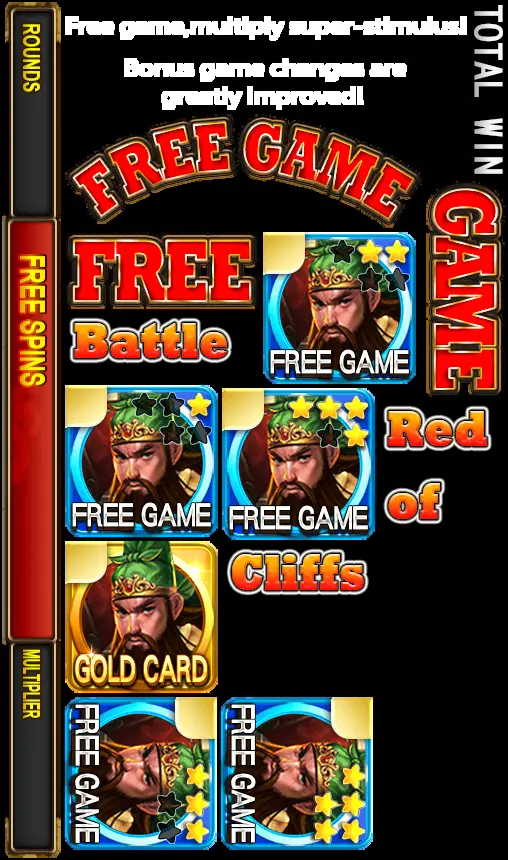 ROUNDS
FREE SPINS
MULTIPLIER
Free game,multiply super-stimulus!
Bonus game changes are
greatly improved!
TOTAL WIN
FREE GAME
GAME
FREE
Battle
FREE GAME
FREE GAME
FREE GAME
Red
of
Cliffs
GOLD CARD
FREE GAME
FREE GAME